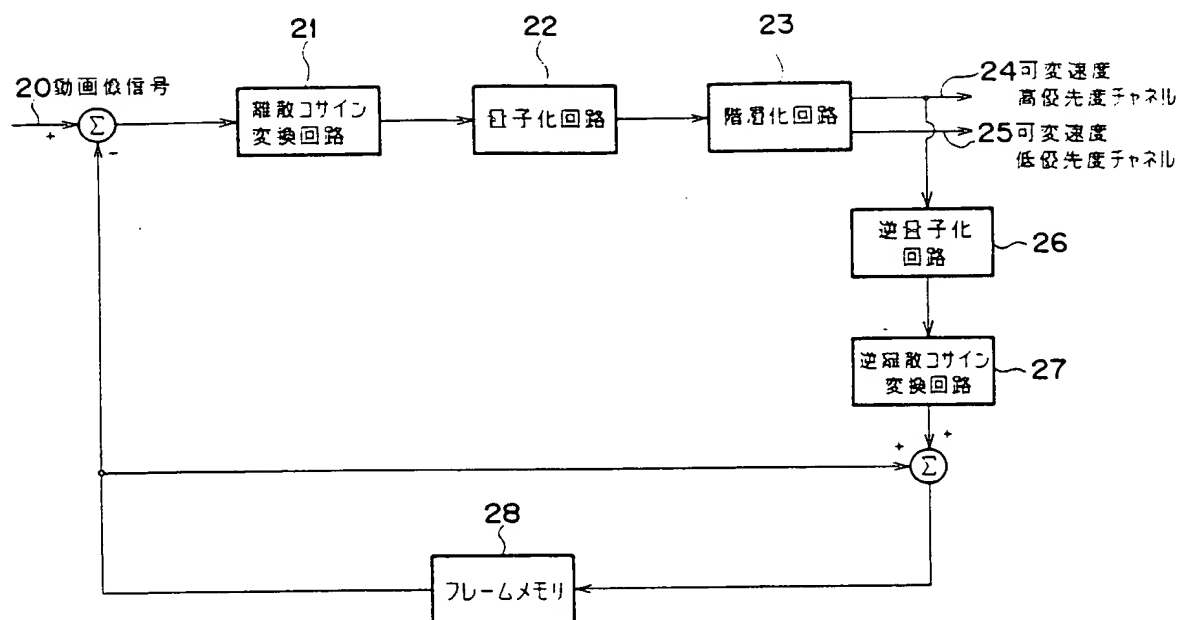 21
22
23
20動画像信号
24可変速度
高優先度チャネル
25可変速度
低優先度チャネル
+
Σ
-
離散コサイン
変換回路
量子化回路
階層化回路
逆量子化
回路
26
逆離散コサイン
変換回路
27
+
+
Σ
28
フレームメモリ